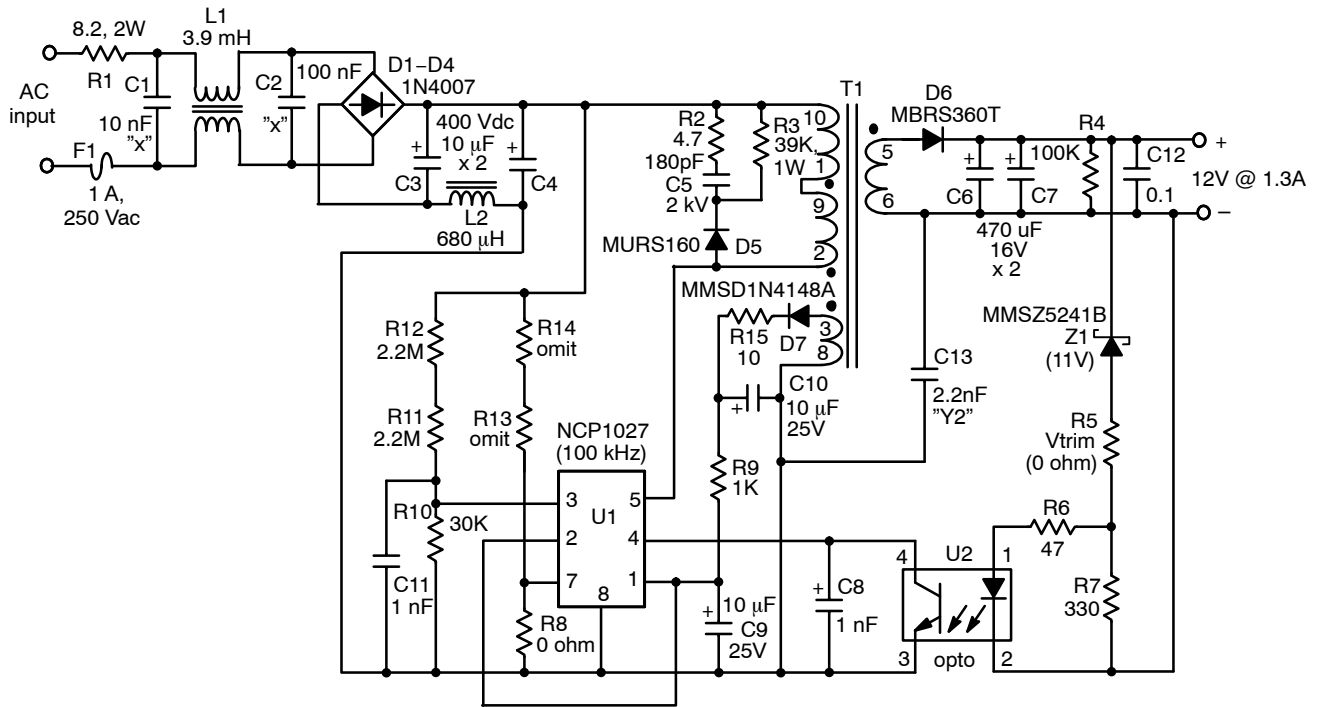 8.2, 2W
R1
AC
input
C1
10 nF
"x"
F1
1 A,
250 Vac
L1
3.9 mH
C2
100 nF
"x"
D1–D4
1N4007
400 Vdc
10 µF
x 2
+
C3
+
C4
L2
680 µH
R2
4.7
180pF
C5
2 kV
R3
39K,
1W
MURS160
D5
T1
10
1
9
2
3
8
5
6
D6
MBRS360T
+
C6
+
C7
470 uF
16V
x 2
R4
100K
C12
0.1
+
12V @ 1.3A
–
MMSD1N4148A
R15
10
D7
C10
+
10 µF
25V
C13
2.2nF
"Y2"
MMSZ5241B
Z1
(11V)
R5
Vtrim
(0 ohm)
R6
47
R7
330
R12
2.2M
R14
omit
R11
2.2M
R13
omit
R10
30K
C11
1 nF
R8
0 ohm
NCP1027
(100 kHz)
U1
3
2
7
8
5
4
1
R9
1K
+
10 µF
C9
25V
+
C8
1 nF
U2
4
3
1
2
opto